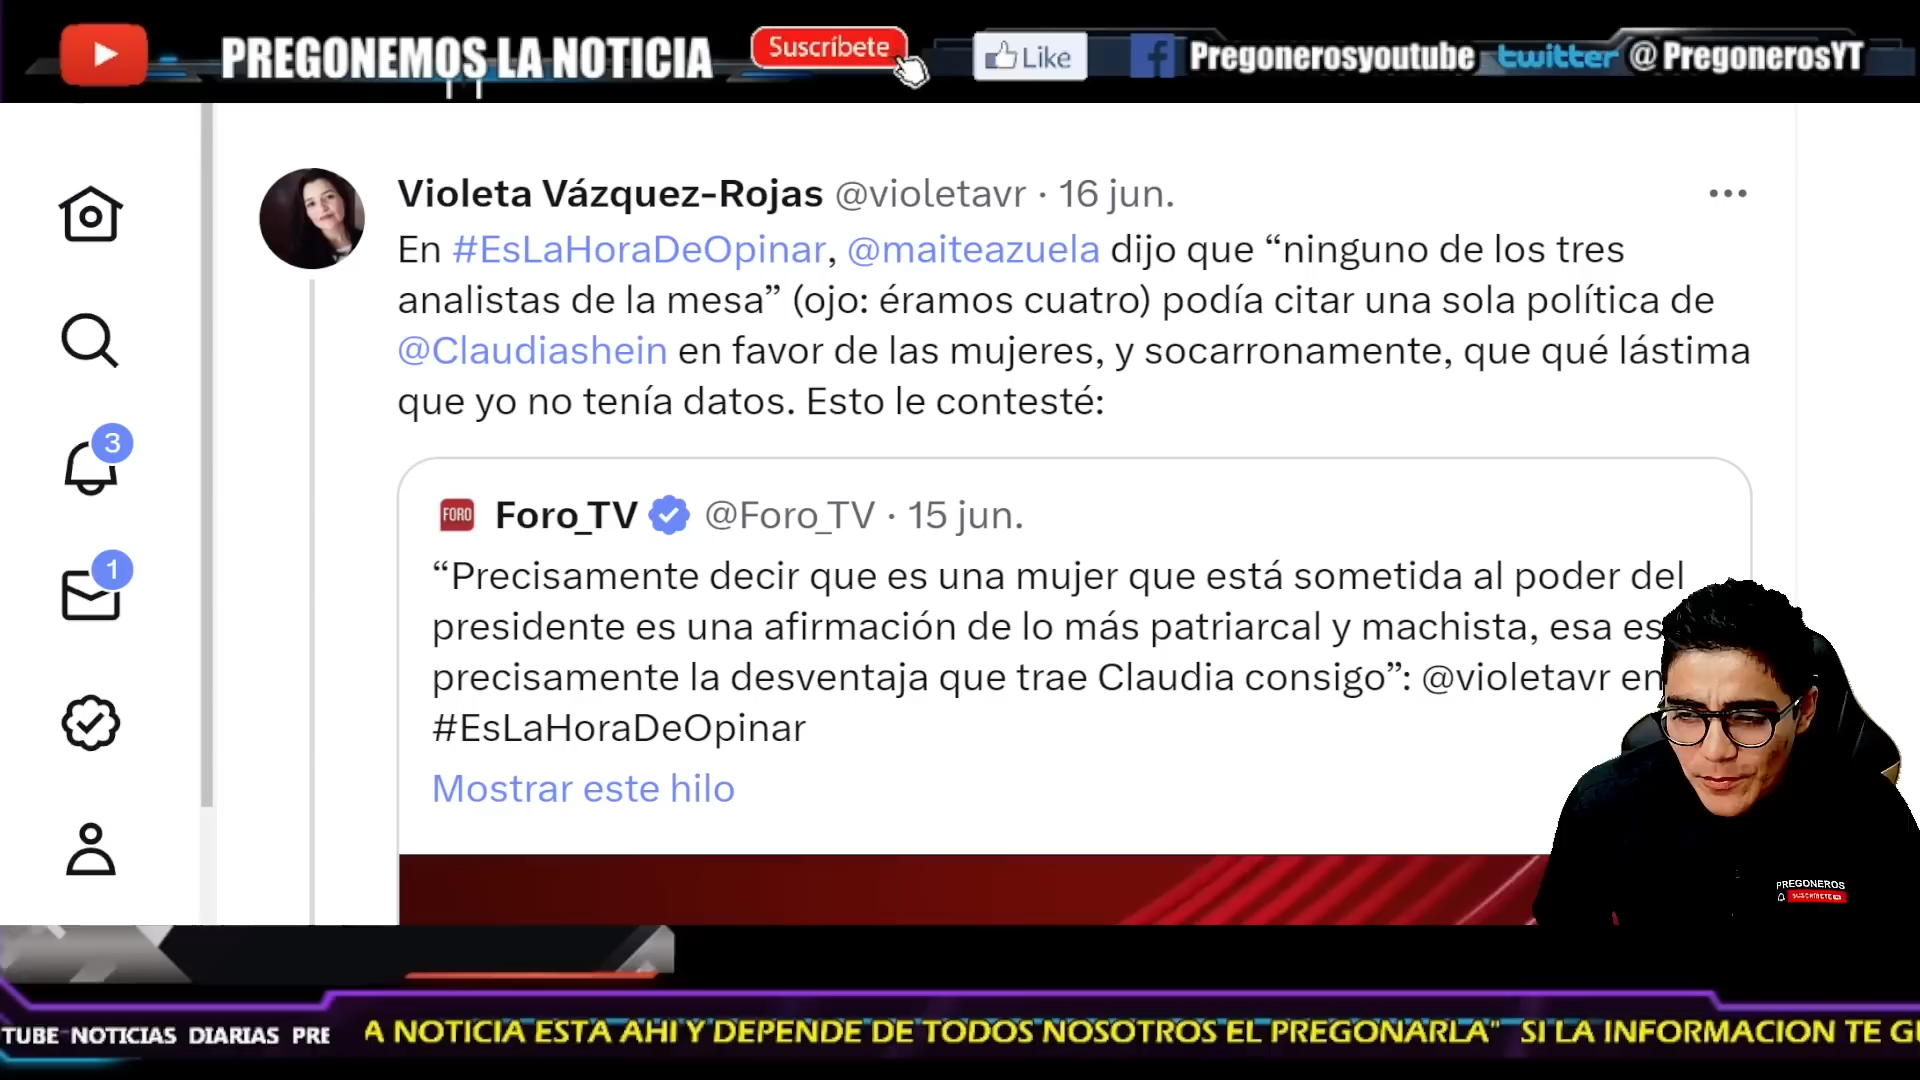 PREGONEMOS LA NOTICIA
Suscríbete
Like
Pregonerosyoutube
twitter @PregonerosYT
Violeta Vázquez-Rojas @violetavr · 16 jun.
En #EsLaHoraDeOpinar, @maiteazuela dijo que “ninguno de los tres
analistas de la mesa” (ojo: éramos cuatro) podía citar una sola política de
@Claudiashein en favor de las mujeres, y socarronamente, que qué lástima
que yo no tenía datos. Esto le contesté:
3
1
FORO
Foro_TV @Foro_TV · 15 jun.
“Precisamente decir que es una mujer que está sometida al poder del
presidente es una afirmación de lo más patriarcal y machista, esa es
precisamente la desventaja que trae Claudia consigo”: @violetavr en
#EsLaHoraDeOpinar
Mostrar este hilo
PREGONEROS
SUSCRIBETE
TUBE NOTICIAS DIARIAS PRE
A NOTICIA ESTA AHI Y DEPENDE DE TODOS NOSOTROS EL PREGONARLA" SI LA INFORMACION TE GU